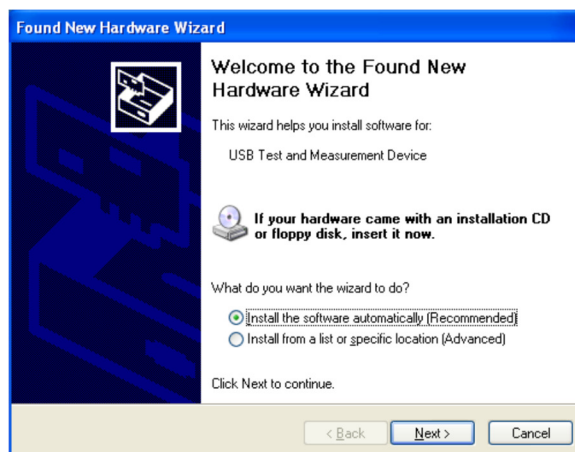 Found New Hardware Wizard
Welcome to the Found New
Hardware Wizard
This wizard helps you install software for:
USB Test and Measurement Device
If your hardware came with an installation CD
or floppy disk, insert it now.
What do you want the wizard to do?
Install the software automatically (Recommended)
Install from a list or specific location (Advanced)
Click Next to continue.
< Back Next > Cancel